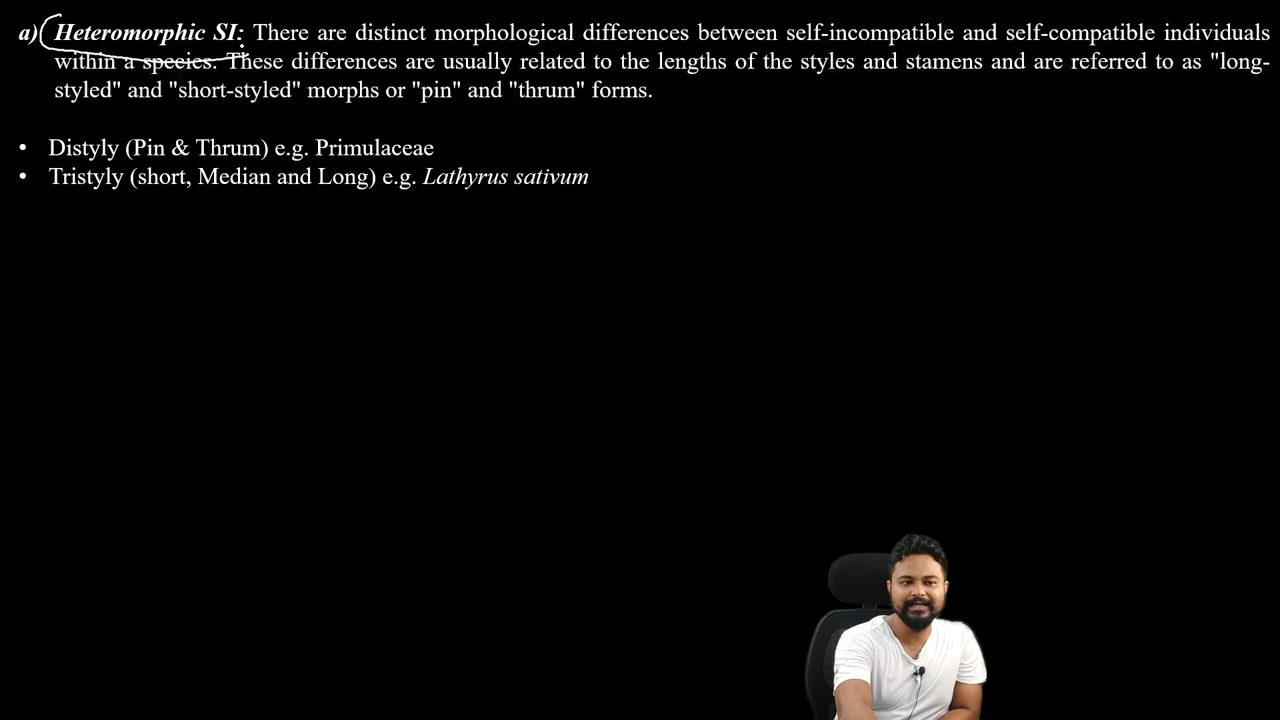 a) Heteromorphic SI: There are distinct morphological differences between self-incompatible and self-compatible individuals
within a species. These differences are usually related to the lengths of the styles and stamens and are referred to as "long-
styled" and "short-styled" morphs or "pin" and "thrum" forms.
• Distyly (Pin & Thrum) e.g. Primulaceae
• Tristyly (short, Median and Long) e.g. Lathyrus sativum